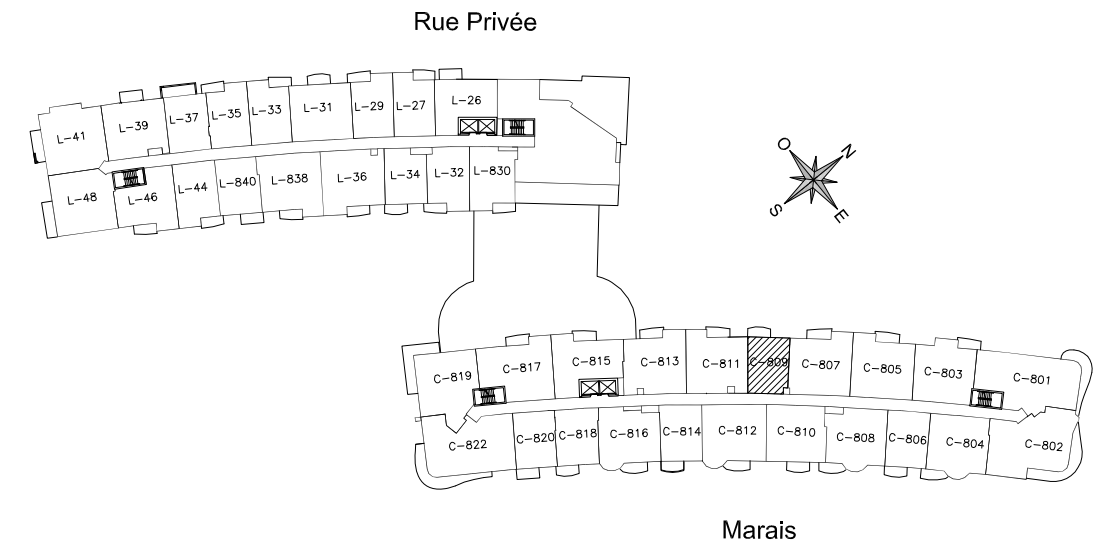 Rue Privée
L-41
L-39
L-37
L-35
L-33
L-31
L-29
L-27
L-26
L-48
L-46
L-44
L-840
L-838
L-36
L-34
L-32
L-830
O
N
S
E
C-819
C-817
C-815
C-813
C-811
C-809
C-807
C-805
C-803
C-801
C-822
C-820
C-818
C-816
C-814
C-812
C-810
C-808
C-806
C-804
C-802
Marais